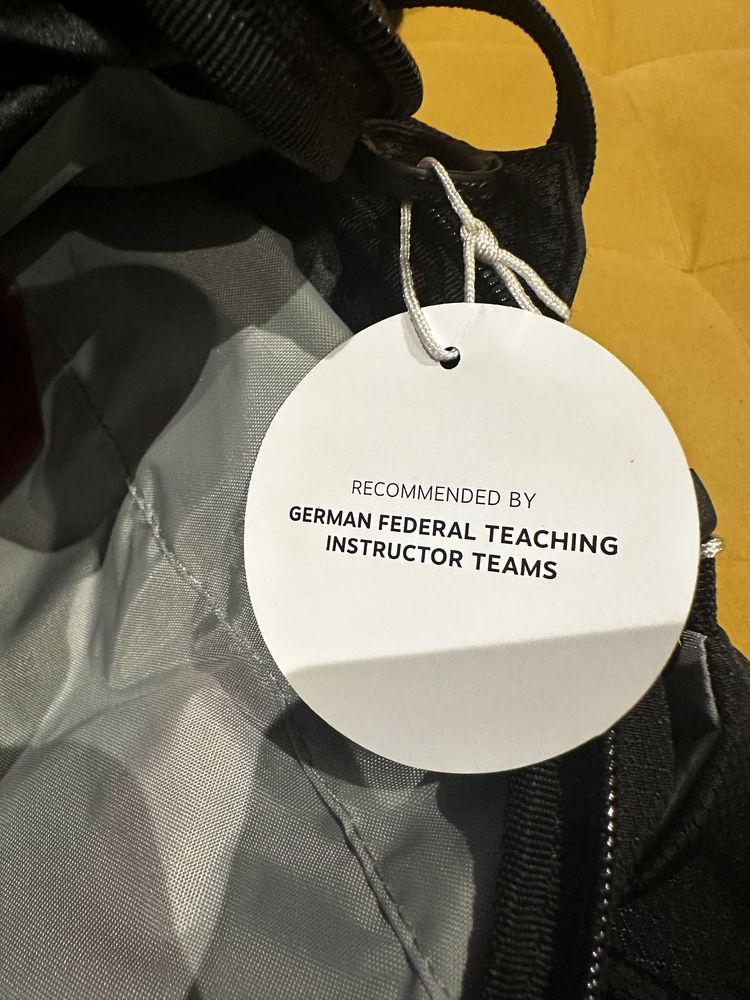 RECOMMENDED BY
GERMAN FEDERAL TEACHING
INSTRUCTOR TEAMS